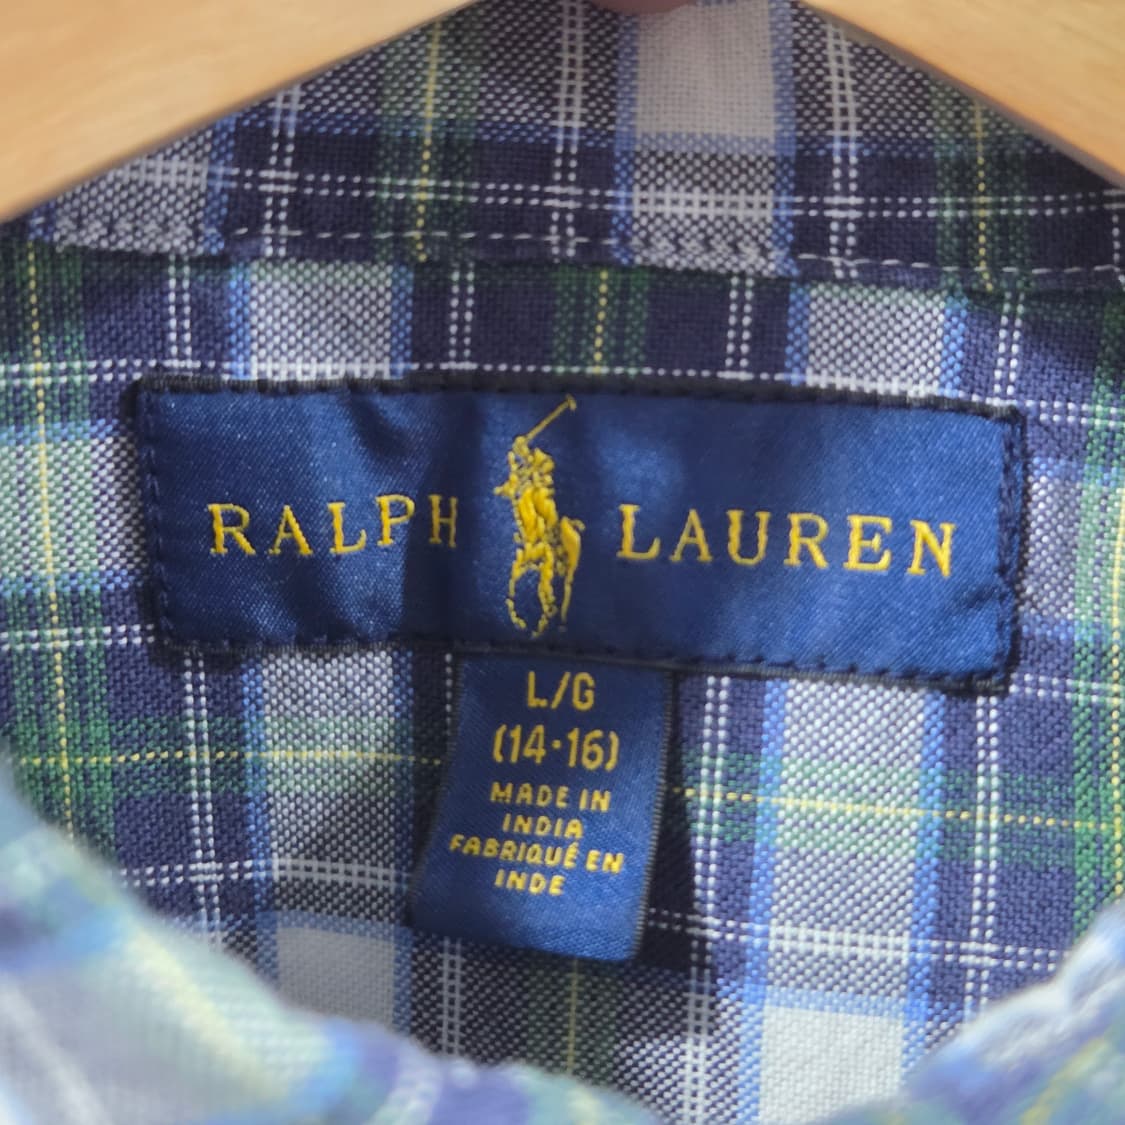 RALPH LAUREN
L/G
(14·16)
MADE IN
INDIA
FABRIQUÉ EN
INDE